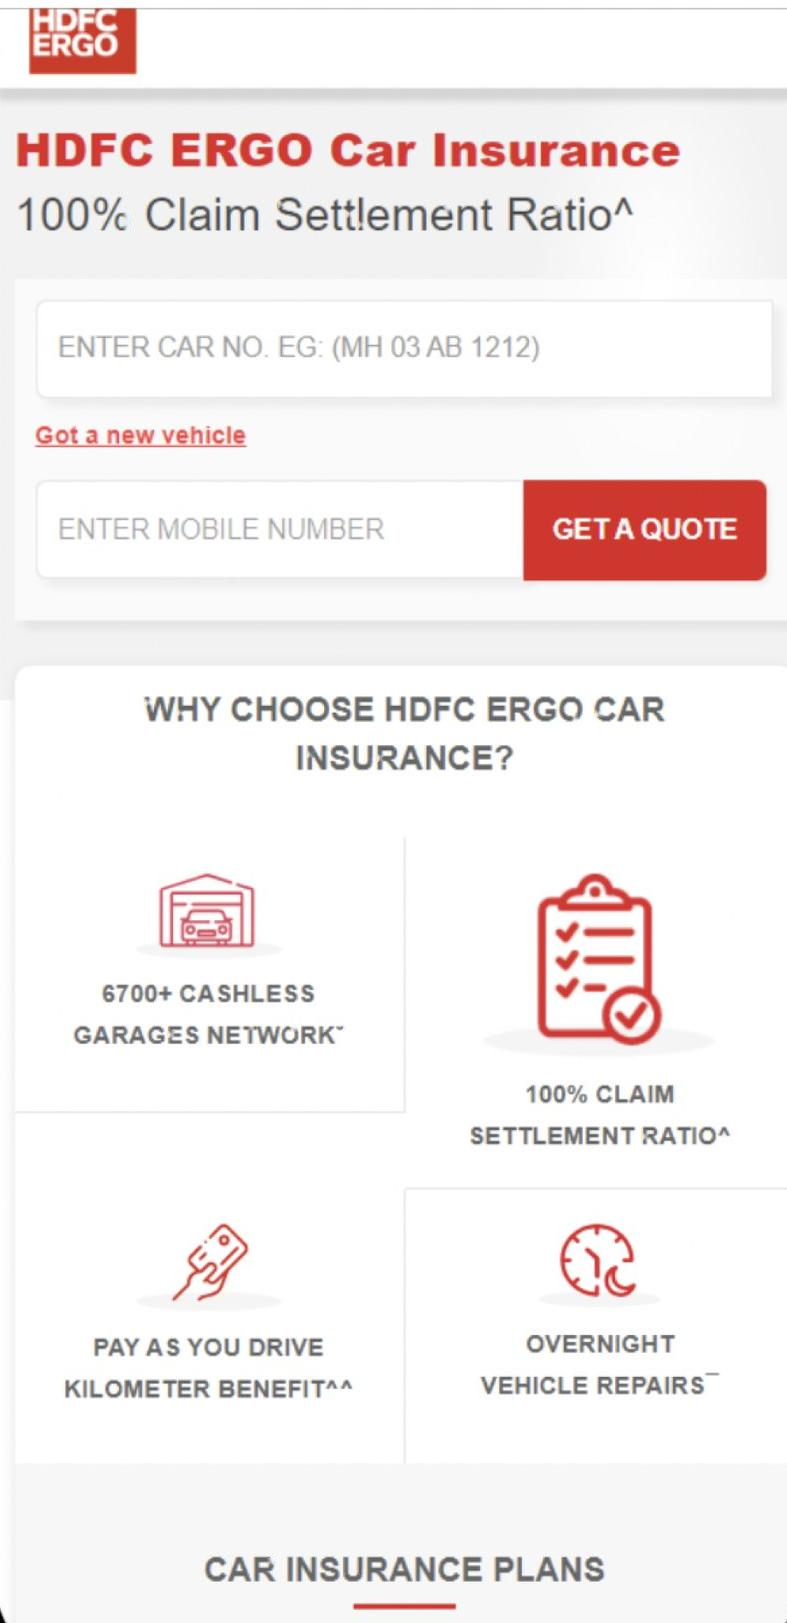 HDFC
ERGO
HDFC ERGO Car Insurance
100% Claim Settlement Ratio^
ENTER CAR NO. EG: (MH 03 AB 1212)
Got a new vehicle
ENTER MOBILE NUMBER
GET A QUOTE
WHY CHOOSE HDFC ERGO CAR
INSURANCE?
6700+ CASHLESS
GARAGES NETWORKˇ
100% CLAIM
SETTLEMENT RATIO^
PAY AS YOU DRIVE
KILOMETER BENEFIT^^
OVERNIGHT
VEHICLE REPAIRS¯
CAR INSURANCE PLANS